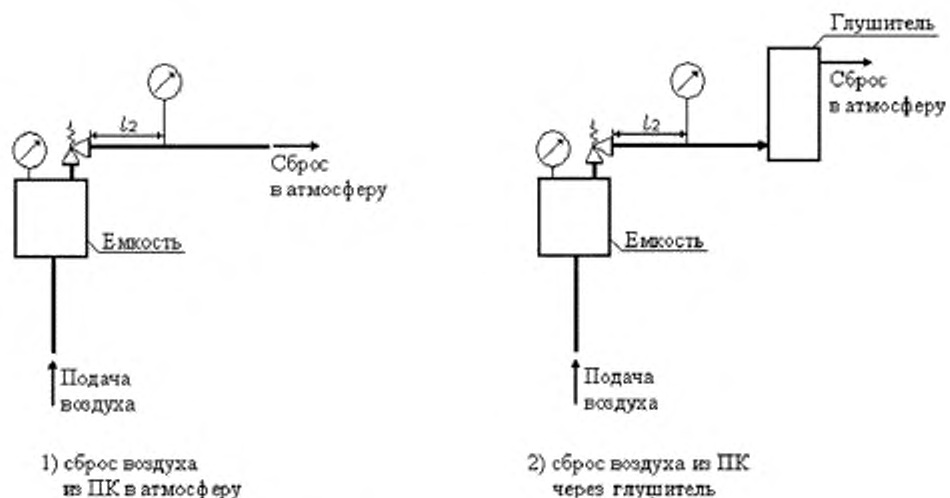 l2
Сброс
в атмосферу
Емкость
Подача
воздуха
1) сброс воздуха
из ПК в атмосферу
Глушитель
Сброс
в атмосферу
l2
Емкость
Подача
воздуха
2) сброс воздуха из ПК
через глушитель